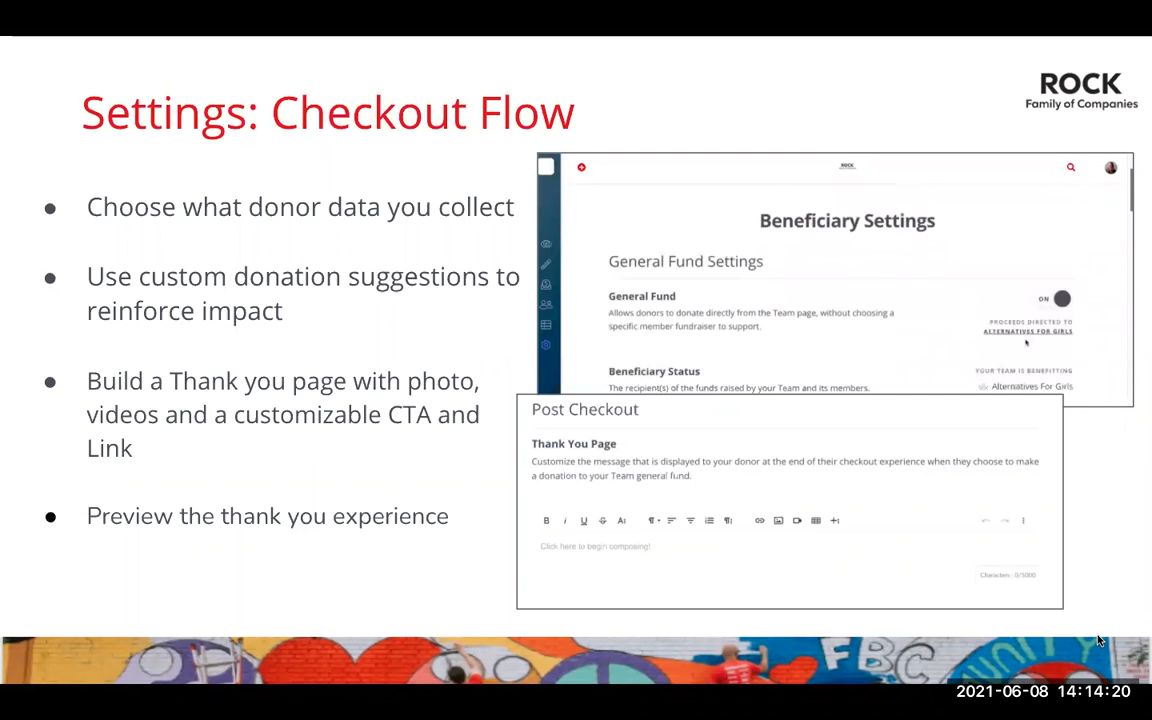 Settings: Checkout Flow
ROCK
Family of Companies
● Choose what donor data you collect
● Use custom donation suggestions to
reinforce impact
● Build a Thank you page with photo,
videos and a customizable CTA and
Link
● Preview the thank you experience
ROCK
Beneficiary Settings
General Fund Settings
General Fund
Allows donors to donate directly from the Team page, without choosing a
specific member fundraiser to support.
ON
PROCEEDS DIRECTED TO
ALTERNATIVES FOR GIRLS
Beneficiary Status
The recipient(s) of the funds raised by your Team and its members.
YOUR TEAM IS BENEFITTING
Alternatives For Girls
Post Checkout
Thank You Page
Customize the message that is displayed to your donor at the end of their checkout experience when they choose to make
a donation to your Team general fund.
Click here to begin composing!
Characters : 0/5000
FBC
UNITY
2021-06-08 14:14:20